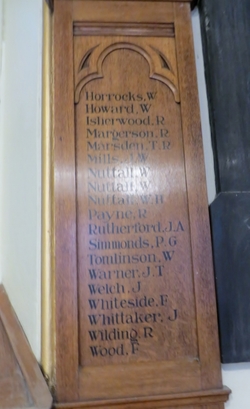 Horrocks, W
Howard, W
Isherwood, R
Margerson, R
Marsden, T. R
Mills, J. W
Nuttall, W
Nuttall, W
Nuttall, W. H
Payne, R
Rutherford, J. A
Simmonds, P. G
Tomlinson, W
Warner, J. T
Welch, J
Whiteside, F
Whittaker, J
Wilding, R
Wood, F